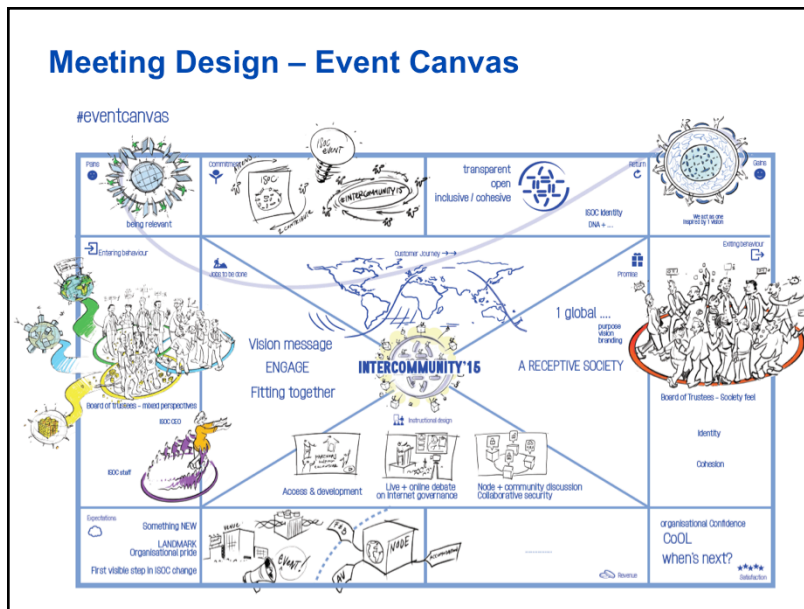 Meeting Design – Event Canvas
#eventcanvas
Pains
being relevant
Commitment
ISOC
ISOC
EVENT
@INTERCOMMUNITY15
& CONTRIBUTE
transparent
open
inclusive / cohesive
Return
ISOC Identity
DNA + ...
Gains
We act as one
inspired by 1 vision
Entering behaviour
Jobs to be done
Customer Journey
Promise
Exiting behaviour
Vision message
ENGAGE
Fitting together
INTERCOMMUNITY'15
1 global ....
purpose
vision
branding
A RECEPTIVE SOCIETY
Board of Trustees - mixed perspectives
ISOC CEO
ISOC staff
Board of Trustees - Society feel
Identity
Cohesion
Instructional design
Access & development
Live + online debate
on Internet governance
Node + community discussion
Collaborative security
Expectations
Something NEW
LANDMARK
Organisational pride
First visible step in ISOC change
VENUE
EVENT!
F&B
NODE
AV
ACCOMMODATION
Revenue
organisational Confidence
CoOL
when's next?
Satisfaction